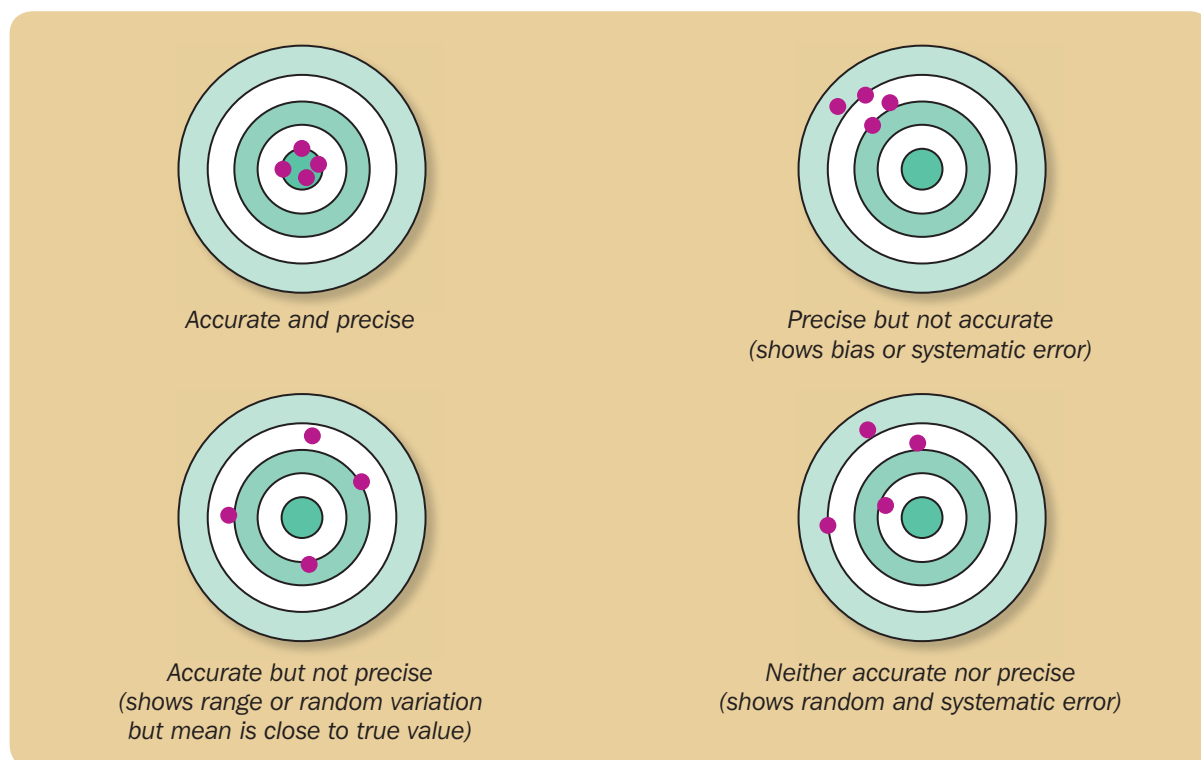 Accurate and precise
Precise but not accurate
(shows bias or systematic error)
Accurate but not precise
(shows range or random variation
but mean is close to true value)
Neither accurate nor precise
(shows random and systematic error)